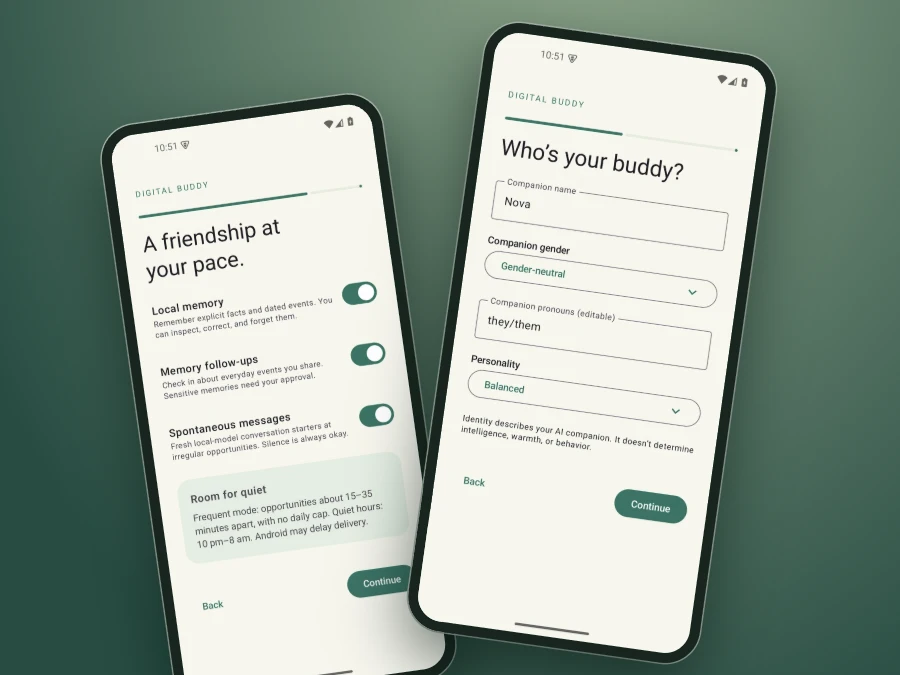 10:51
DIGITAL BUDDY
A friendship at
your pace.
Local memory
Remember explicit facts and dated events. You
can inspect, correct, and forget them.
Memory follow-ups
Check in about everyday events you share.
Sensitive memories need your approval.
Spontaneous messages
Fresh local-model conversation starters at
irregular opportunities. Silence is always okay.
Room for quiet
Frequent mode: opportunities about 15–35
minutes apart, with no daily cap. Quiet hours:
10 pm–8 am. Android may delay delivery.
Back
Continue
10:51
DIGITAL BUDDY
Who’s your buddy?
Companion name
Nova
Companion gender
Gender-neutral
Companion pronouns (editable)
they/them
Personality
Balanced
Identity describes your AI companion. It doesn't determine
intelligence, warmth, or behavior.
Back
Continue